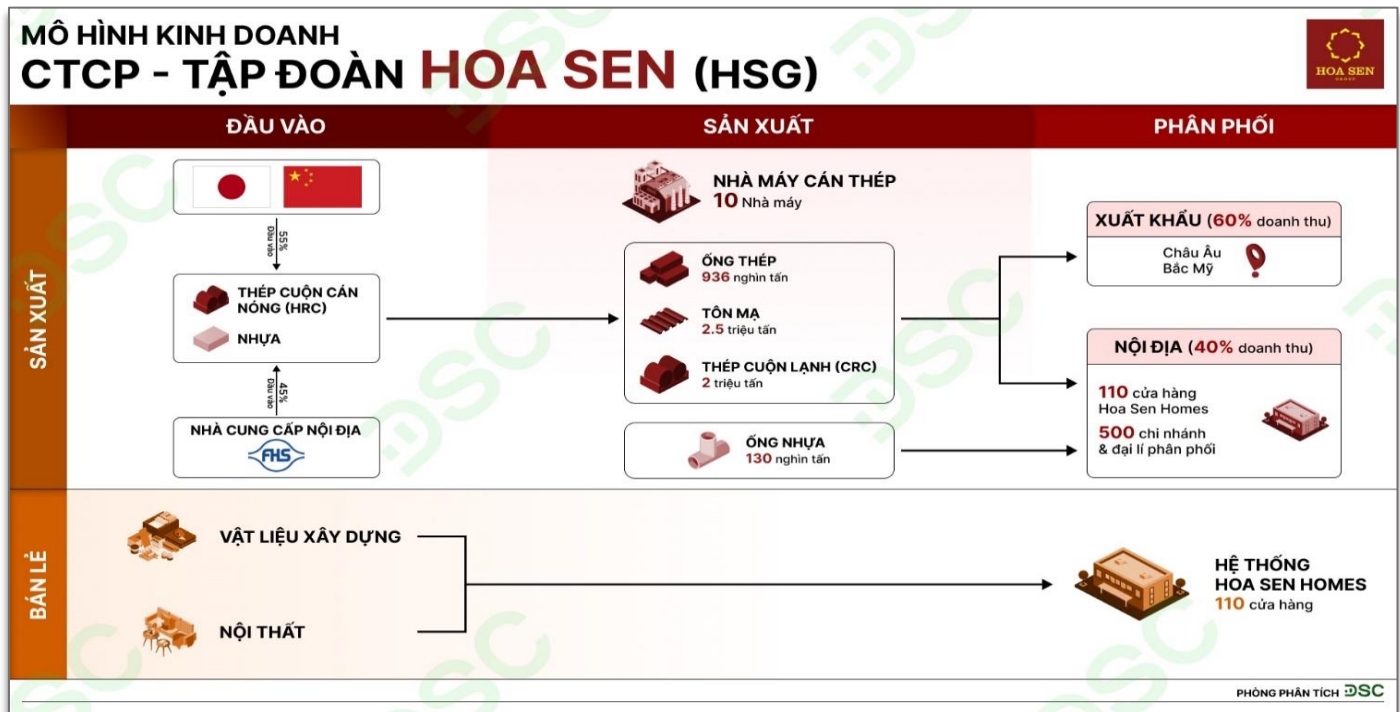 MÔ HÌNH KINH DOANH
CTCP - TẬP ĐOÀN HOA SEN (HSG)
HOA SEN
GROUP
ĐẦU VÀO
SẢN XUẤT
PHÂN PHỐI
SẢN XUẤT
55%
Đầu vào
THÉP CUỘN CÁN
NÓNG (HRC)
NHỰA
45%
Đầu vào
NHÀ CUNG CẤP NỘI ĐỊA
FHS
NHÀ MÁY CÁN THÉP
10 Nhà máy
ỐNG THÉP
936 nghìn tấn
TÔN MẠ
2.5 triệu tấn
THÉP CUỘN LẠNH (CRC)
2 triệu tấn
ỐNG NHỰA
130 nghìn tấn
XUẤT KHẨU (60% doanh thu)
Châu Âu
Bắc Mỹ
NỘI ĐỊA (40% doanh thu)
110 cửa hàng
Hoa Sen Homes
500 chi nhánh
& đại lí phân phối
BÁN LẺ
VẬT LIỆU XÂY DỰNG
NỘI THẤT
HỆ THỐNG
HOA SEN HOMES
110 cửa hàng
PHÒNG PHÂN TÍCH DSC